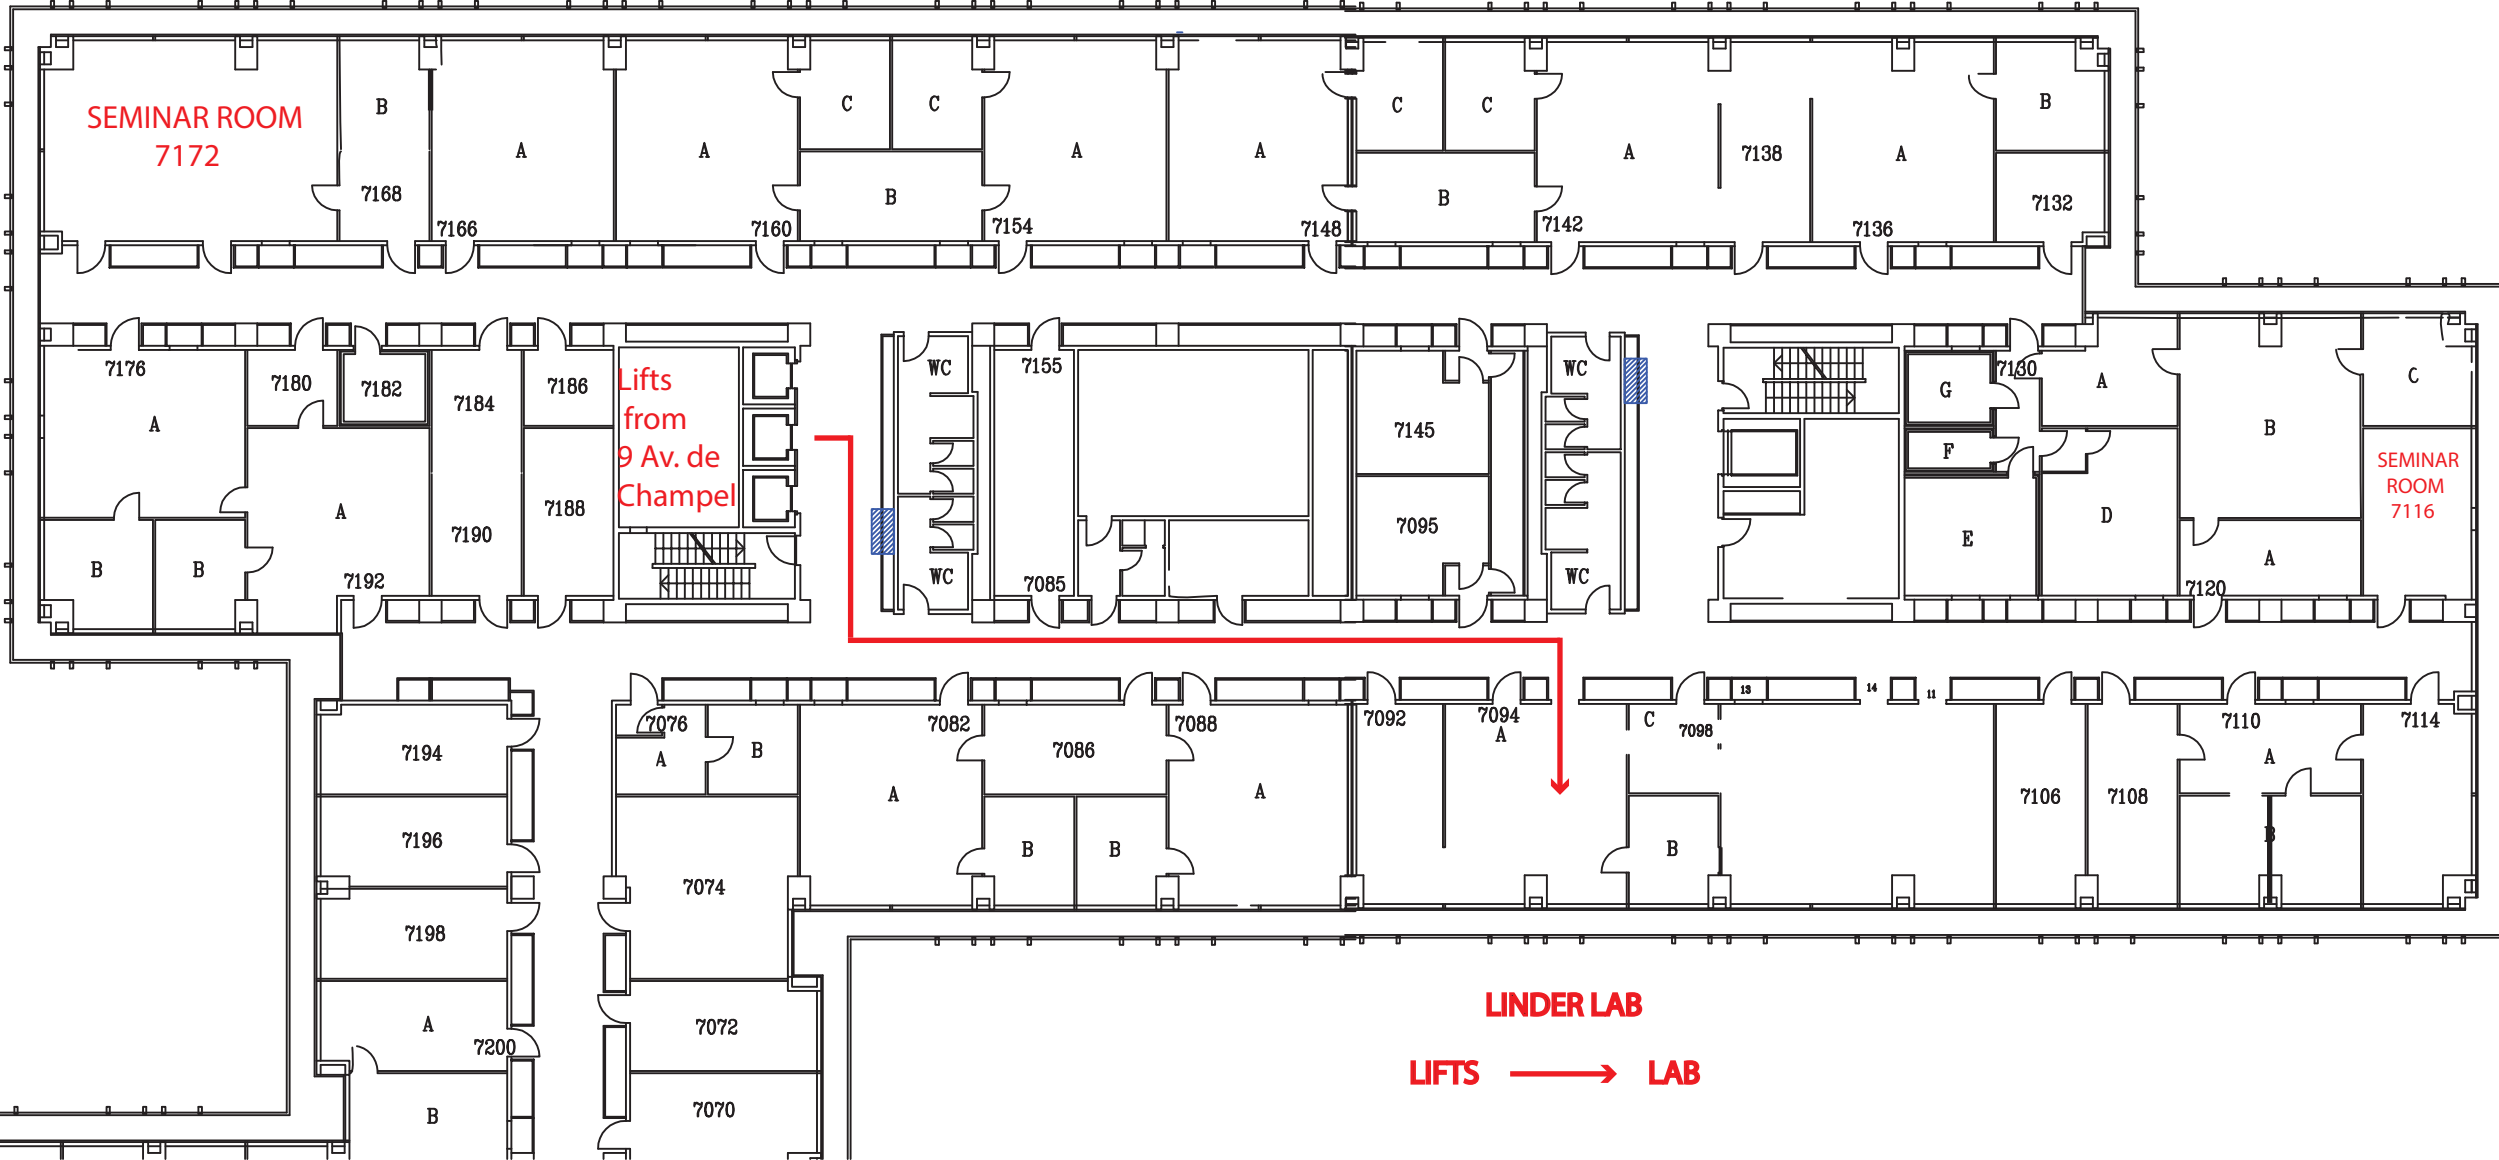 SEMINAR ROOM
7172
B
7168
A
7166
A
7160
C
C
B
A
7154
A
7148
C
C
B
A
7142
7138
A
7136
B
7132
7176
A
B
B
7180
7182
A
7192
7184
7190
7186
7188
Lifts
from
9 Av. de
Champel
WC
WC
7155
7085
7145
7095
WC
WC
G
F
E
7130
A
D
B
C
A
7120
SEMINAR
ROOM
7116
7194
7196
7198
A
7200
B
7076
A
B
7074
7072
7070
7082
A
7086
B
B
7088
A
7092
7094
A
C
7098
B
13
14
11
7106
7108
7110
A
B
7114
LINDER LAB
LIFTS
LAB